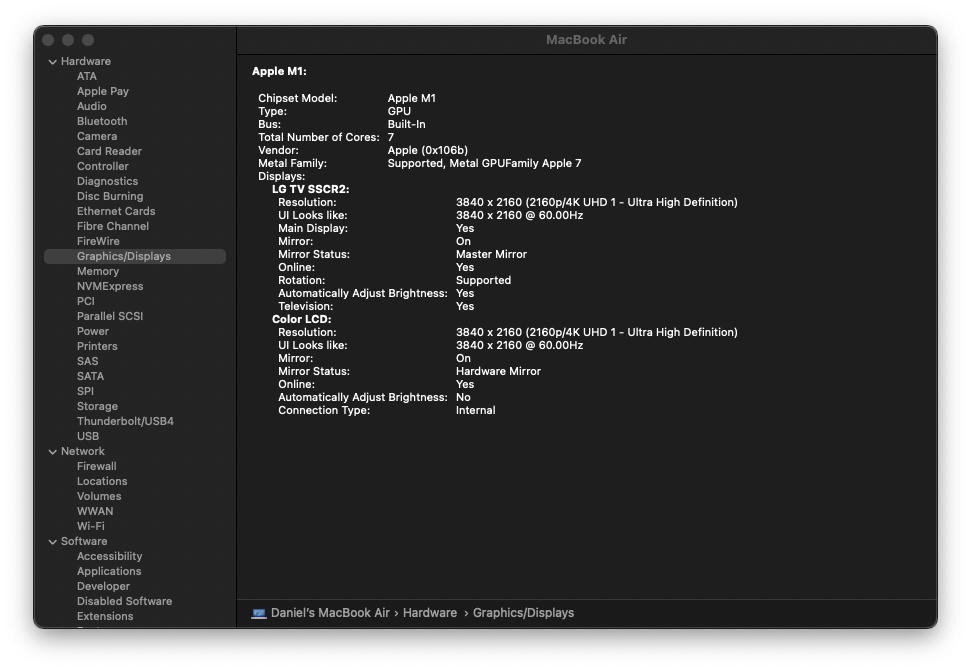 MacBook Air
Hardware
ATA
Apple Pay
Audio
Bluetooth
Camera
Card Reader
Controller
Diagnostics
Disc Burning
Ethernet Cards
Fibre Channel
FireWire
Graphics/Displays
Memory
NVMExpress
PCI
Parallel SCSI
Power
Printers
SAS
SATA
SPI
Storage
Thunderbolt/USB4
USB
Network
Firewall
Locations
Volumes
WWAN
Wi-Fi
Software
Accessibility
Applications
Developer
Disabled Software
Extensions
Apple M1:
Chipset Model: Apple M1
Type: GPU
Bus: Built-In
Total Number of Cores: 7
Vendor: Apple (0x106b)
Metal Family: Supported, Metal GPUFamily Apple 7
Displays:
LG TV SSCR2:
Resolution: 3840 x 2160 (2160p/4K UHD 1 - Ultra High Definition)
UI Looks like: 3840 x 2160 @ 60.00Hz
Main Display: Yes
Mirror: On
Mirror Status: Master Mirror
Online: Yes
Rotation: Supported
Automatically Adjust Brightness: Yes
Television: Yes
Color LCD:
Resolution: 3840 x 2160 (2160p/4K UHD 1 - Ultra High Definition)
UI Looks like: 3840 x 2160 @ 60.00Hz
Mirror: On
Mirror Status: Hardware Mirror
Online: Yes
Automatically Adjust Brightness: No
Connection Type: Internal
Daniel's MacBook Air › Hardware › Graphics/Displays